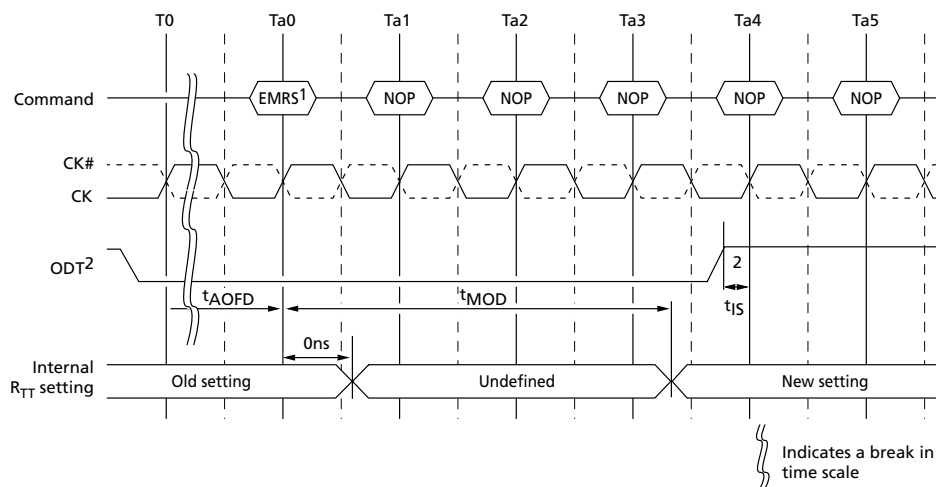 T0 Ta0 Ta1 Ta2 Ta3 Ta4 Ta5
Command EMRS1 NOP NOP NOP NOP NOP
CK#
CK
ODT2 2
tAOFD tMOD tIS
0ns
Internal
RTT setting Old setting Undefined New setting
Indicates a break in
time scale